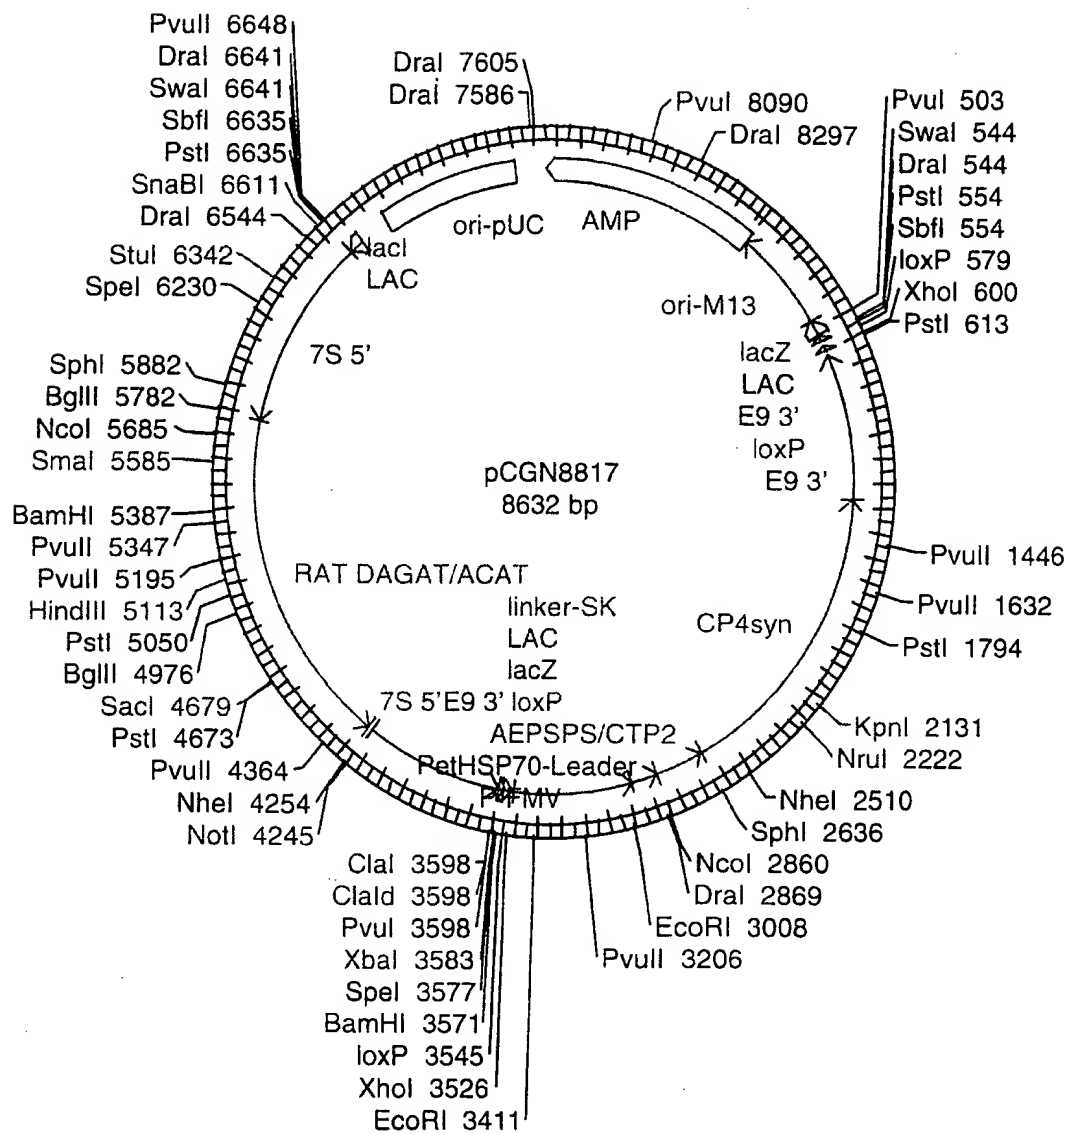 PvuII 6648
DraI 6641
SwaI 6641
SbfI 6635
PstI 6635
SnaBI 6611
DraI 6544
StuI 6342
SpeI 6230
SphI 5882
BglII 5782
NcoI 5685
SmaI 5585
BamHI 5387
PvuII 5347
PvuII 5195
HindIII 5113
PstI 5050
BglII 4976
SacI 4679
PstI 4673
PvuII 4364
NheI 4254
NotI 4245
ClaI 3598
ClaId 3598
PvuI 3598
XbaI 3583
SpeI 3577
BamHI 3571
loxP 3545
XhoI 3526
EcoRI 3411
DraI 7605
DraI 7586
PvuI 8090
DraI 8297
PvuI 503
SwaI 544
DraI 544
PstI 554
SbfI 554
loxP 579
XhoI 600
PstI 613
PvuII 1446
PvuII 1632
PstI 1794
KpnI 2131
NruI 2222
NheI 2510
SphI 2636
NcoI 2860
DraI 2869
EcoRI 3008
PvuII 3206
ori-pUC
AMP
lacI
LAC
ori-M13
7S 5'
lacZ
LAC
E9 3'
loxP
E9 3'
pCGN8817
8632 bp
RAT DAGAT/ACAT
linker-SK
LAC
lacZ
7S 5'E9 3' loxP
CP4syn
AEPSPS/CTP2
PetHSP70-Leader